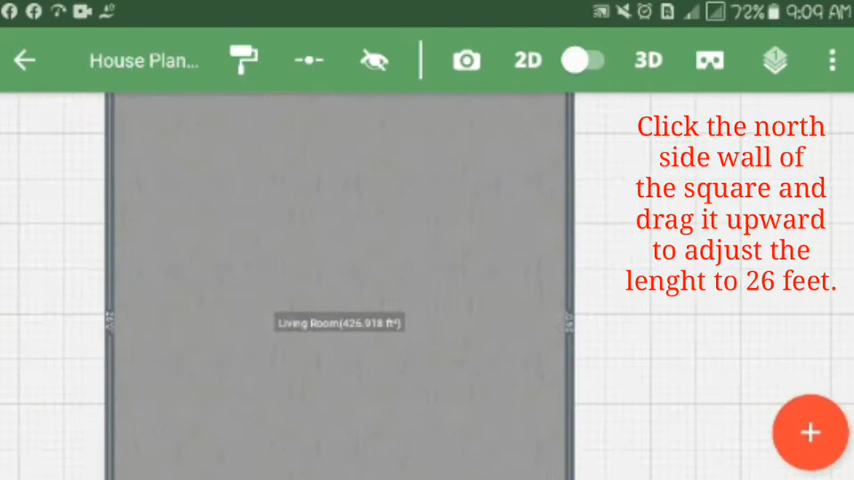 72% 9:09 AM
House Plan... 2D 3D
Click the north
side wall of
the square and
drag it upward
to adjust the
lenght to 26 feet.
Living Room(426.918 ft²)